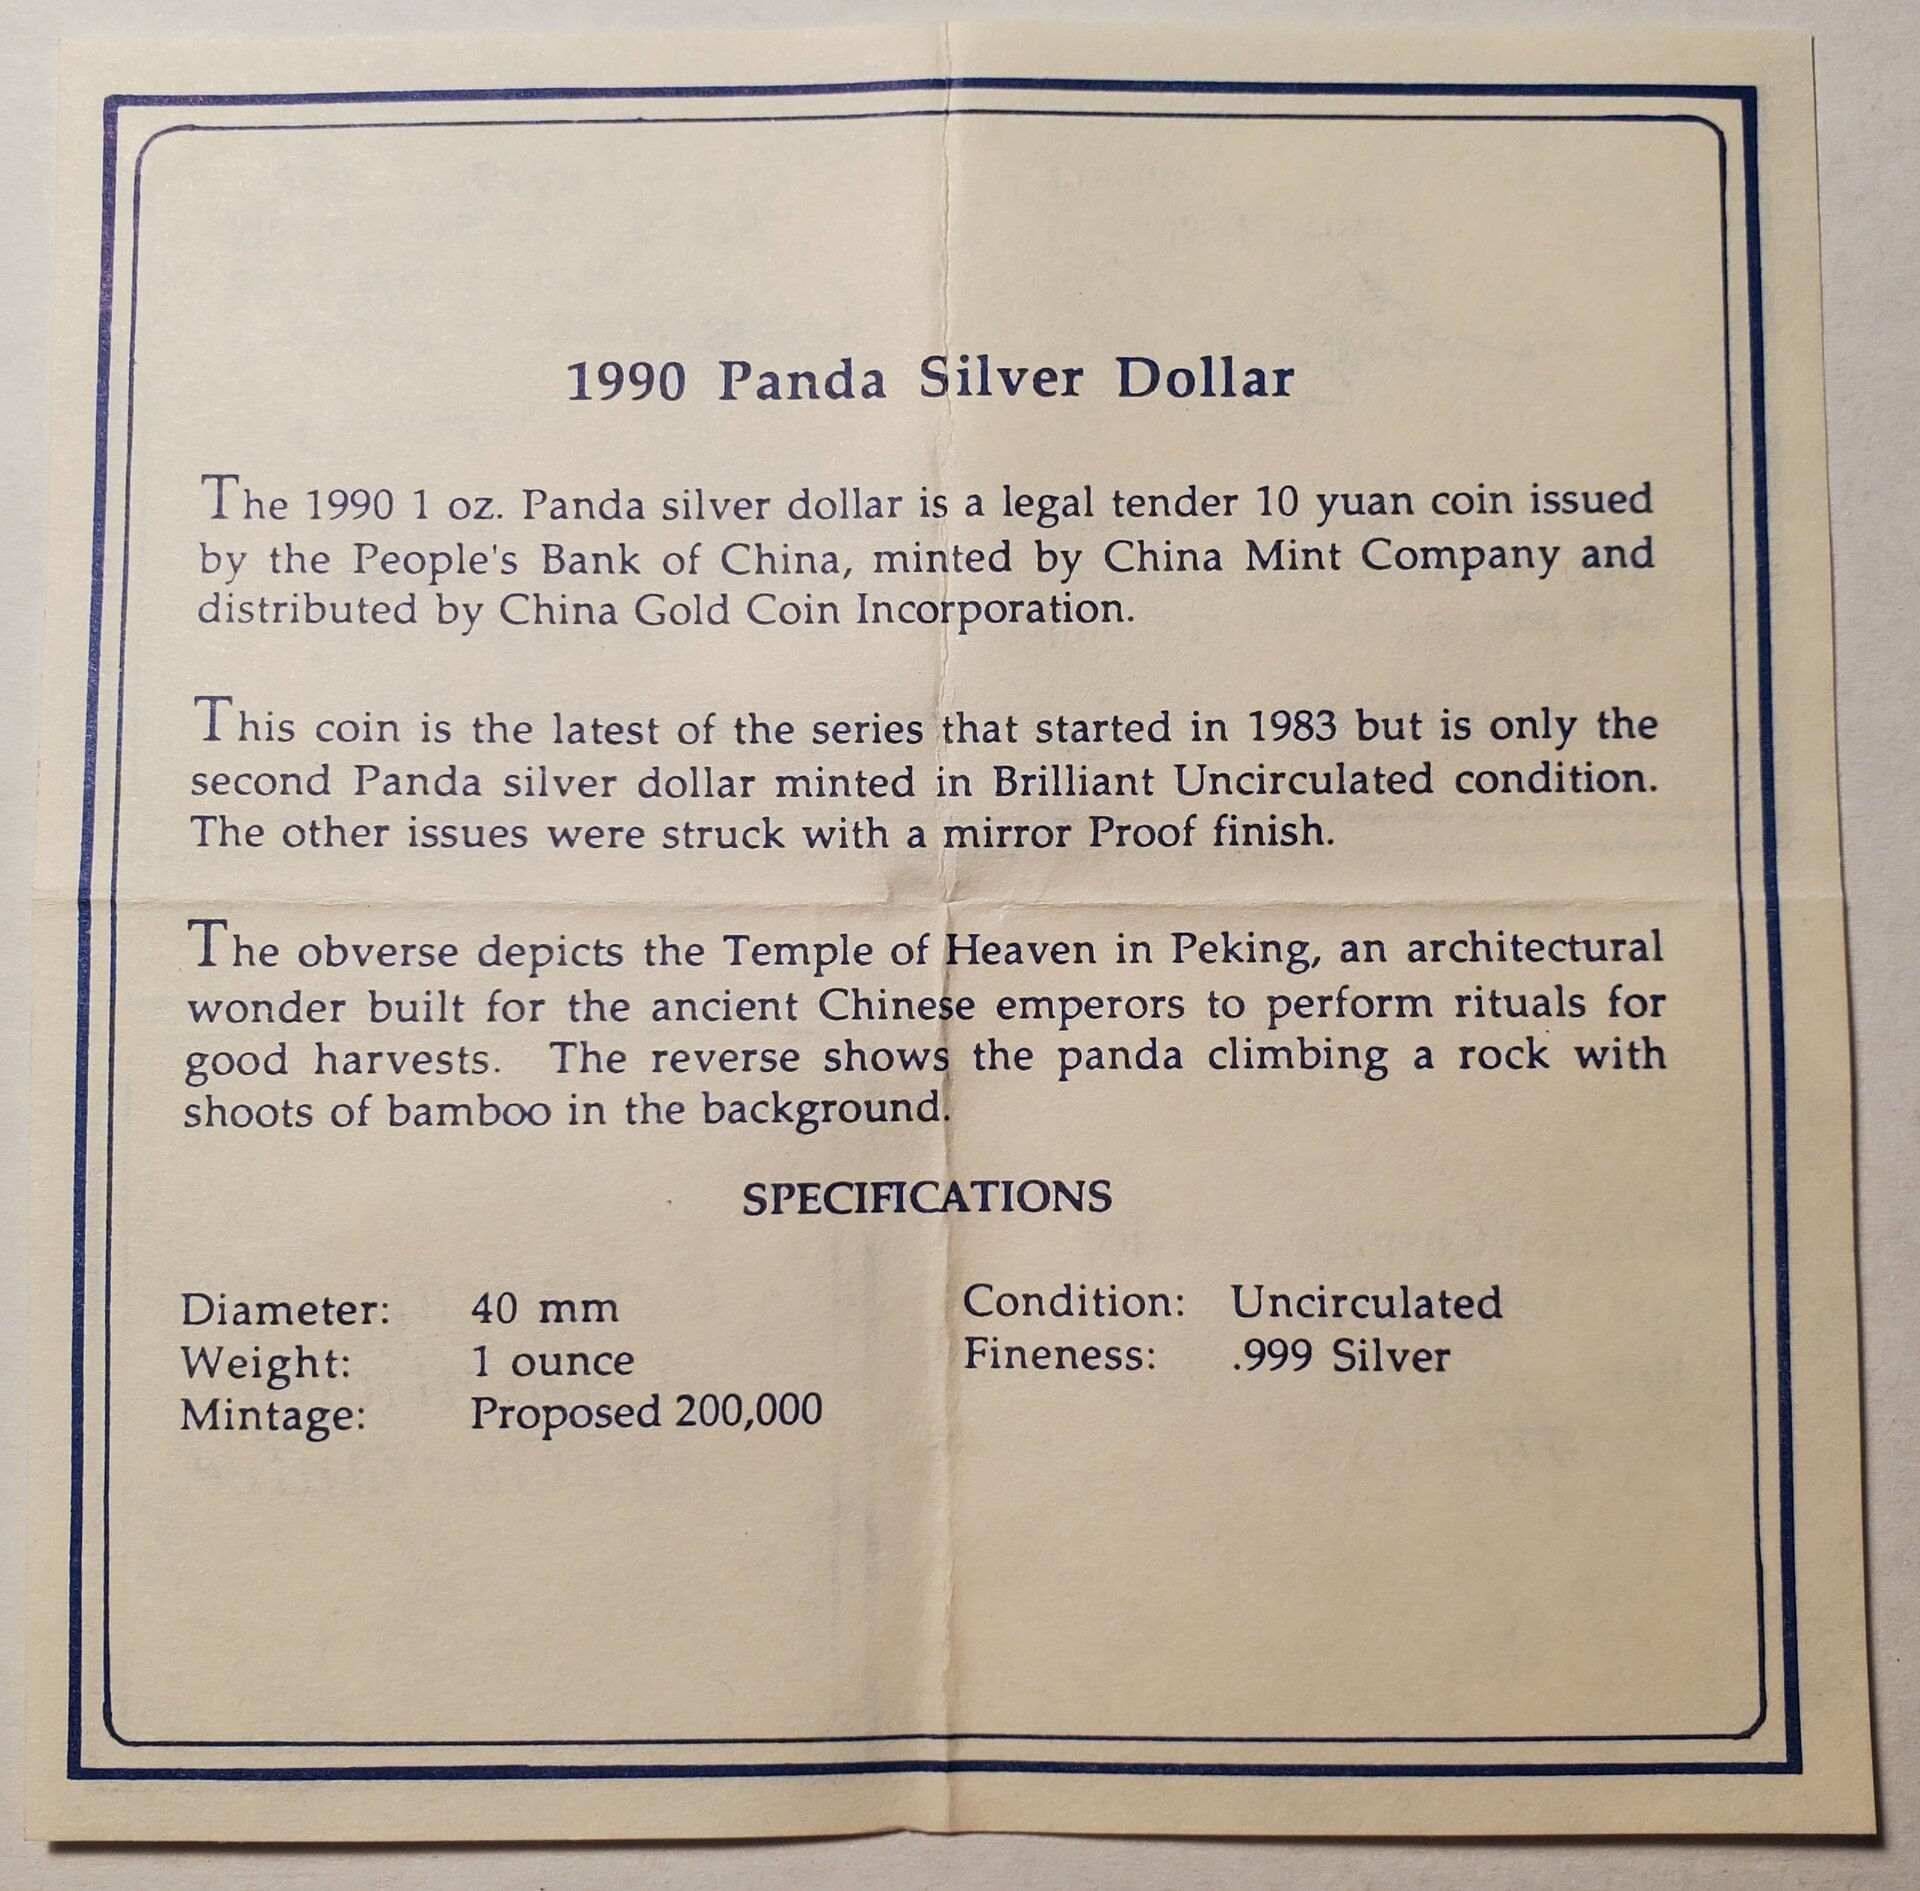 1990 Panda Silver Dollar
The 1990 1 oz. Panda silver dollar is a legal tender 10 yuan coin issued
by the People's Bank of China, minted by China Mint Company and
distributed by China Gold Coin Incorporation.
This coin is the latest of the series that started in 1983 but is only the
second Panda silver dollar minted in Brilliant Uncirculated condition.
The other issues were struck with a mirror Proof finish.
The obverse depicts the Temple of Heaven in Peking, an architectural
wonder built for the ancient Chinese emperors to perform rituals for
good harvests. The reverse shows the panda climbing a rock with
shoots of bamboo in the background.
SPECIFICATIONS
Diameter: 40 mm
Weight: 1 ounce
Mintage: Proposed 200,000
Condition: Uncirculated
Fineness: .999 Silver